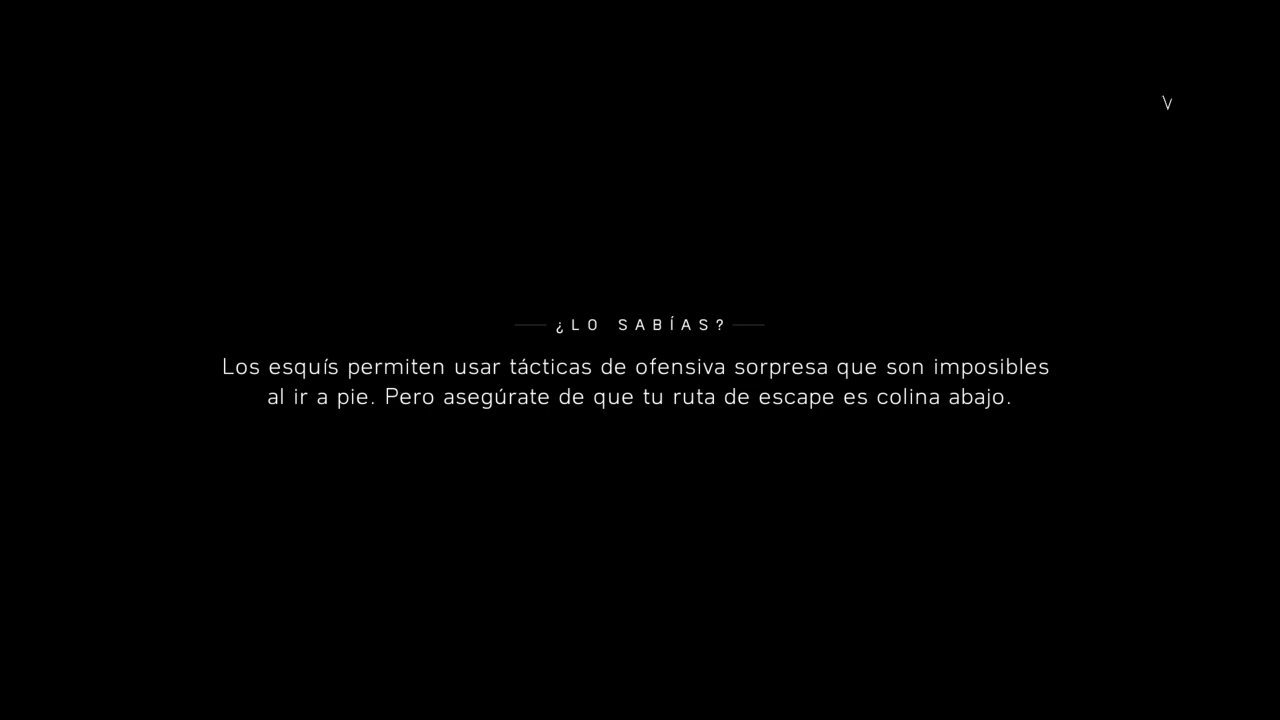 V
¿LO SABÍAS?
Los esquís permiten usar tácticas de ofensiva sorpresa que son imposibles
al ir a pie. Pero asegúrate de que tu ruta de escape es colina abajo.